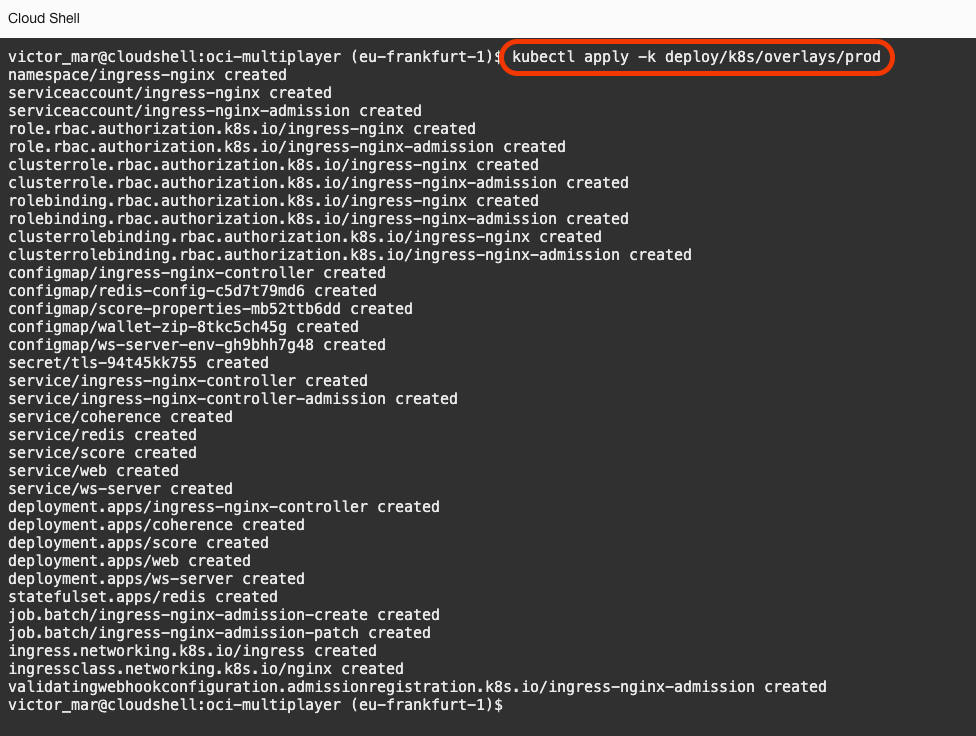 Cloud Shell
victor_mar@cloudshell:oci-multiplayer (eu-frankfurt-1)$ kubectl apply -k deploy/k8s/overlays/prod
namespace/ingress-nginx created
serviceaccount/ingress-nginx created
serviceaccount/ingress-nginx-admission created
role.rbac.authorization.k8s.io/ingress-nginx created
role.rbac.authorization.k8s.io/ingress-nginx-admission created
clusterrole.rbac.authorization.k8s.io/ingress-nginx created
clusterrole.rbac.authorization.k8s.io/ingress-nginx-admission created
rolebinding.rbac.authorization.k8s.io/ingress-nginx created
rolebinding.rbac.authorization.k8s.io/ingress-nginx-admission created
clusterrolebinding.rbac.authorization.k8s.io/ingress-nginx created
clusterrolebinding.rbac.authorization.k8s.io/ingress-nginx-admission created
configmap/ingress-nginx-controller created
configmap/redis-config-c5d7t79md6 created
configmap/score-properties-mb52ttb6dd created
configmap/wallet-zip-8tkc5ch45g created
configmap/ws-server-env-gh9bhh7g48 created
secret/tls-94t45kk755 created
service/ingress-nginx-controller created
service/ingress-nginx-controller-admission created
service/coherence created
service/redis created
service/score created
service/web created
service/ws-server created
deployment.apps/ingress-nginx-controller created
deployment.apps/coherence created
deployment.apps/score created
deployment.apps/web created
deployment.apps/ws-server created
statefulset.apps/redis created
job.batch/ingress-nginx-admission-create created
job.batch/ingress-nginx-admission-patch created
ingress.networking.k8s.io/ingress created
ingressclass.networking.k8s.io/nginx created
validatingwebhookconfiguration.admissionregistration.k8s.io/ingress-nginx-admission created
victor_mar@cloudshell:oci-multiplayer (eu-frankfurt-1)$